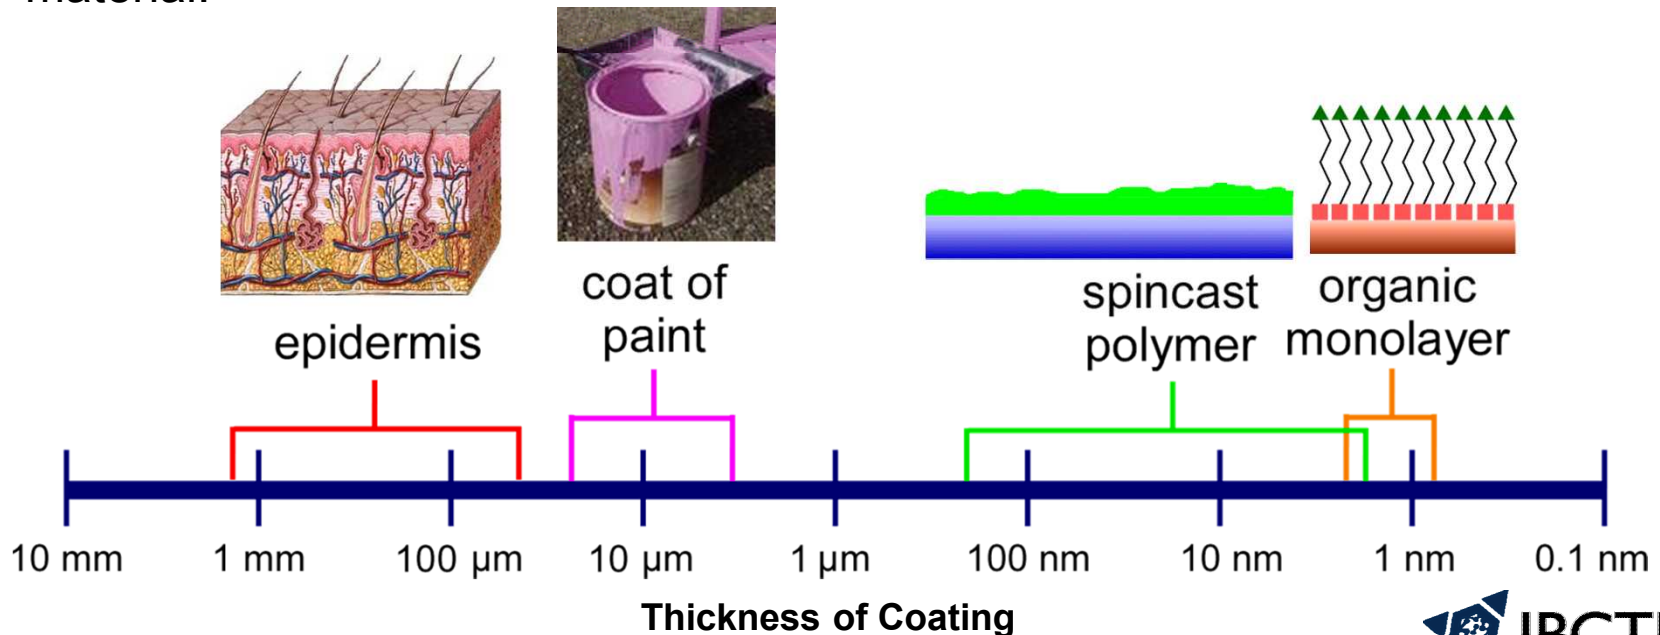 material.
epidermis
coat of
paint
spincast
polymer
organic
monolayer
10 mm
1 mm
100 µm
10 µm
1 µm
100 nm
10 nm
1 nm
0.1 nm
Thickness of Coating